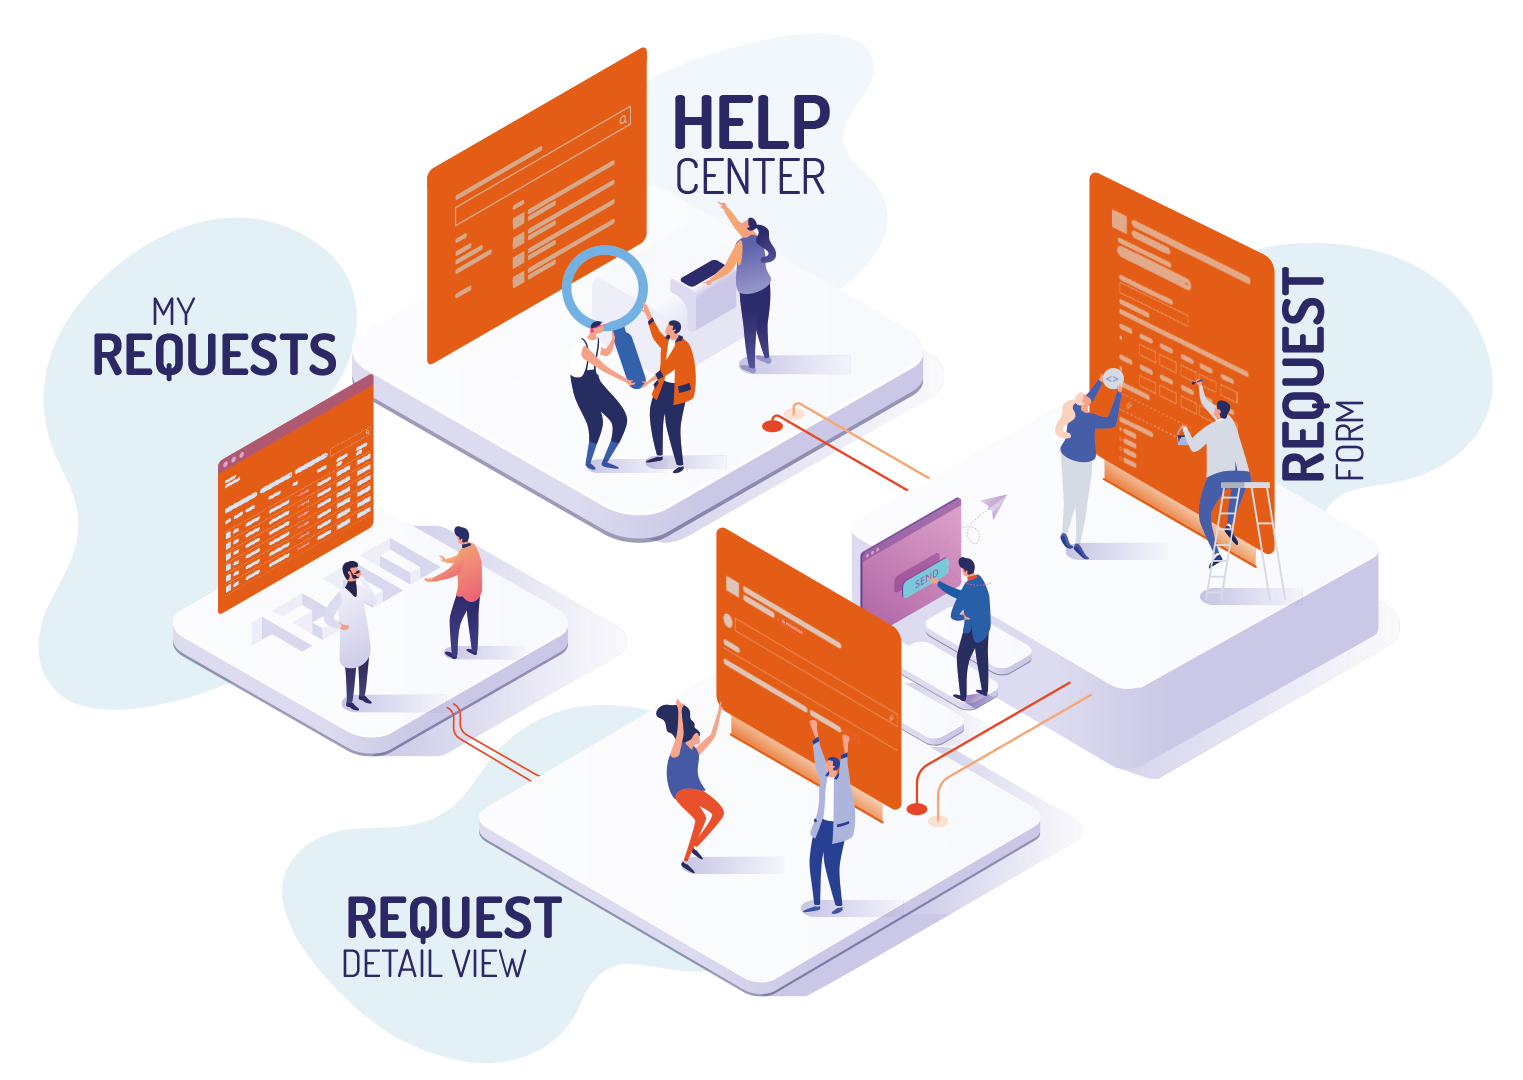 HELP
CENTER
MY
REQUESTS
REQUEST
FORM
<>
SEND
REQUEST
DETAIL VIEW